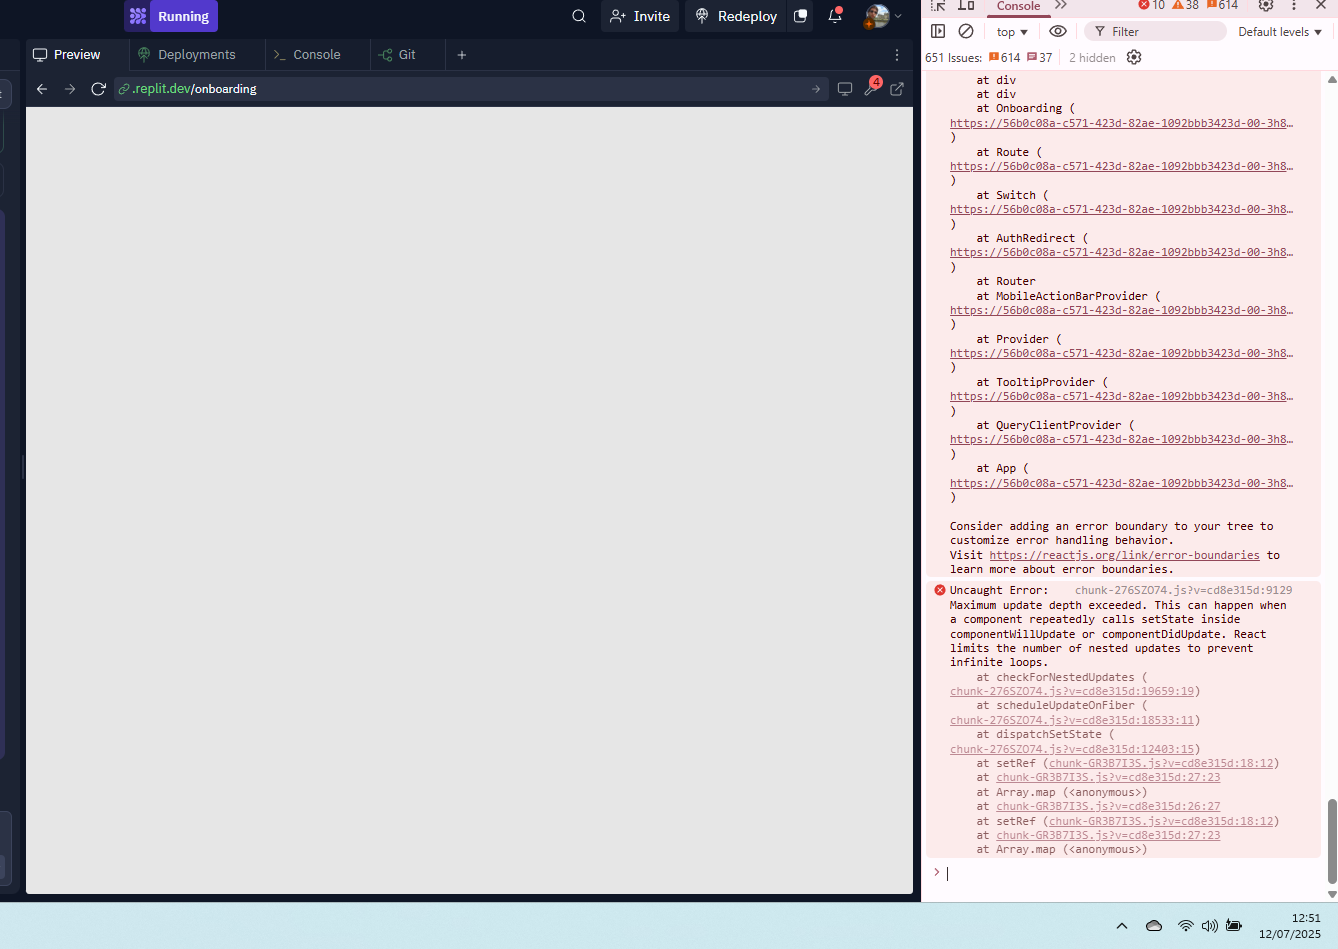 Running
Invite
Redeploy
Preview
Deployments
Console
Git
.replit.dev/onboarding
4
Console
10 38 614
top
Filter
Default levels
651 Issues: 614 37 2 hidden
at div
at div
at Onboarding (
https://56b0c08a-c571-423d-82ae-1092bbb3423d-00-3h8…
)
at Route (
https://56b0c08a-c571-423d-82ae-1092bbb3423d-00-3h8…
)
at Switch (
https://56b0c08a-c571-423d-82ae-1092bbb3423d-00-3h8…
)
at AuthRedirect (
https://56b0c08a-c571-423d-82ae-1092bbb3423d-00-3h8…
)
at Router
at MobileActionBarProvider (
https://56b0c08a-c571-423d-82ae-1092bbb3423d-00-3h8…
)
at Provider (
https://56b0c08a-c571-423d-82ae-1092bbb3423d-00-3h8…
)
at TooltipProvider (
https://56b0c08a-c571-423d-82ae-1092bbb3423d-00-3h8…
)
at QueryClientProvider (
https://56b0c08a-c571-423d-82ae-1092bbb3423d-00-3h8…
)
at App (
https://56b0c08a-c571-423d-82ae-1092bbb3423d-00-3h8…
)
Consider adding an error boundary to your tree to
customize error handling behavior.
Visit https://reactjs.org/link/error-boundaries to
learn more about error boundaries.
Uncaught Error: chunk-276SZO74.js?v=cd8e315d:9129
Maximum update depth exceeded. This can happen when
a component repeatedly calls setState inside
componentWillUpdate or componentDidUpdate. React
limits the number of nested updates to prevent
infinite loops.
at checkForNestedUpdates (
chunk-276SZO74.js?v=cd8e315d:19659:19)
at scheduleUpdateOnFiber (
chunk-276SZO74.js?v=cd8e315d:18533:11)
at dispatchSetState (
chunk-276SZO74.js?v=cd8e315d:12403:15)
at setRef (chunk-GR3B7I3S.js?v=cd8e315d:18:12)
at chunk-GR3B7I3S.js?v=cd8e315d:27:23
at Array.map (<anonymous>)
at chunk-GR3B7I3S.js?v=cd8e315d:26:27
at setRef (chunk-GR3B7I3S.js?v=cd8e315d:18:12)
at chunk-GR3B7I3S.js?v=cd8e315d:27:23
at Array.map (<anonymous>)
12:51
12/07/2025